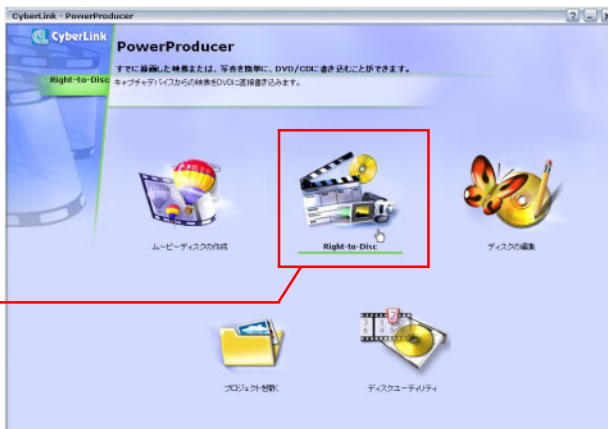 CyberLink - PowerProducer
CyberLink
PowerProducer
すでに録画した映像または、写真を簡単に、DVD/CDに書き込むことができます。
Right-to-Disc
キャプチャデバイスからの映像をDVDに直接書き込みます。
ムービーディスクの作成
Right-to-Disc
ディスクの編集
プロジェクトを開く
ディスクユーティリティ